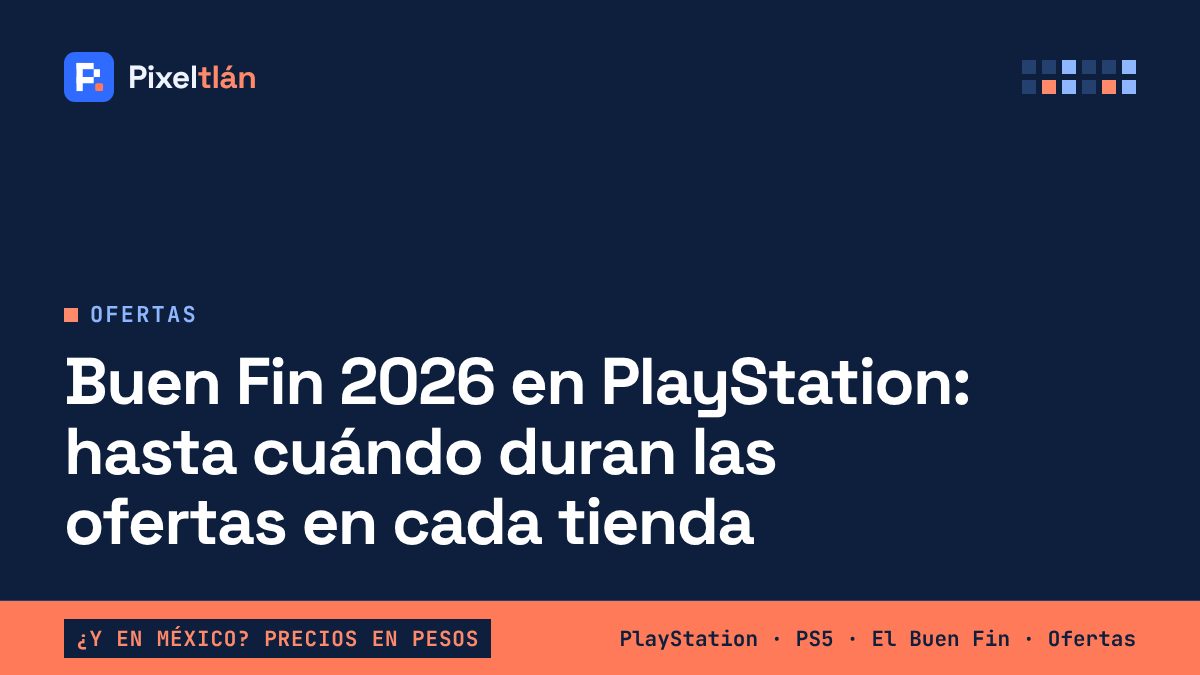 Pixeltlán
OFERTAS
Buen Fin 2026 en PlayStation:
hasta cuándo duran las
ofertas en cada tienda
¿Y EN MÉXICO? PRECIOS EN PESOS
PlayStation · PS5 · El Buen Fin · Ofertas